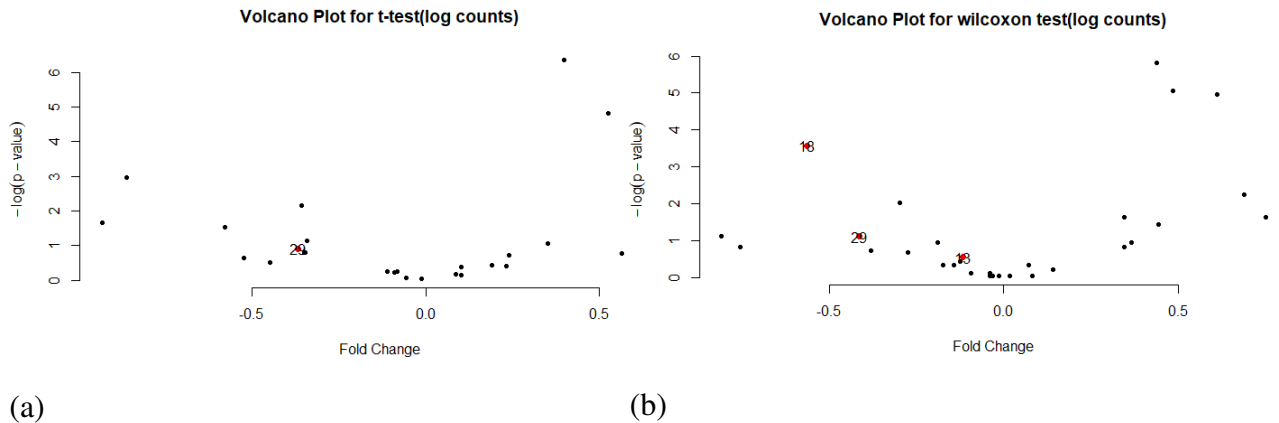 Volcano Plot for t-test(log counts)
−log(p − value)
6
5
4
3
2
1
0
29
-0.5 0.0 0.5
Fold Change
(a)
Volcano Plot for wilcoxon test(log counts)
−log(p − value)
6
5
4
3
2
1
0
29
-0.5 0.0 0.5
Fold Change
(b)